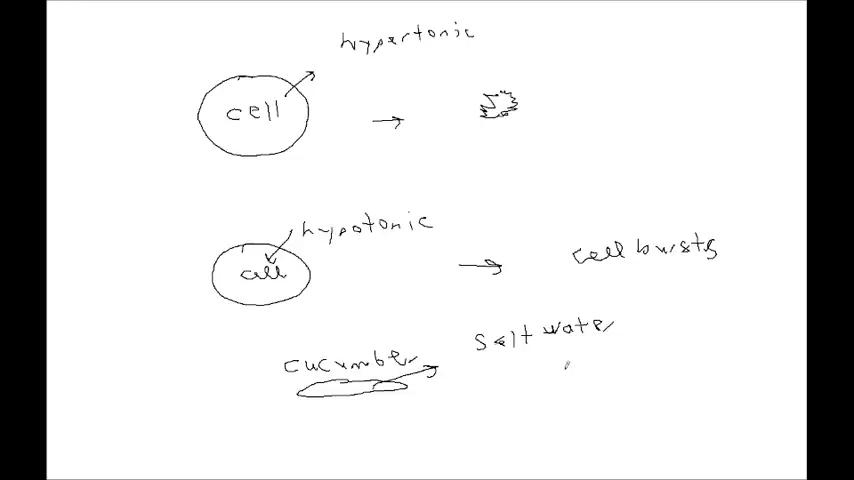 hypertonic
cell
hypotonic
cell
cell bursts
salt water
cucumber